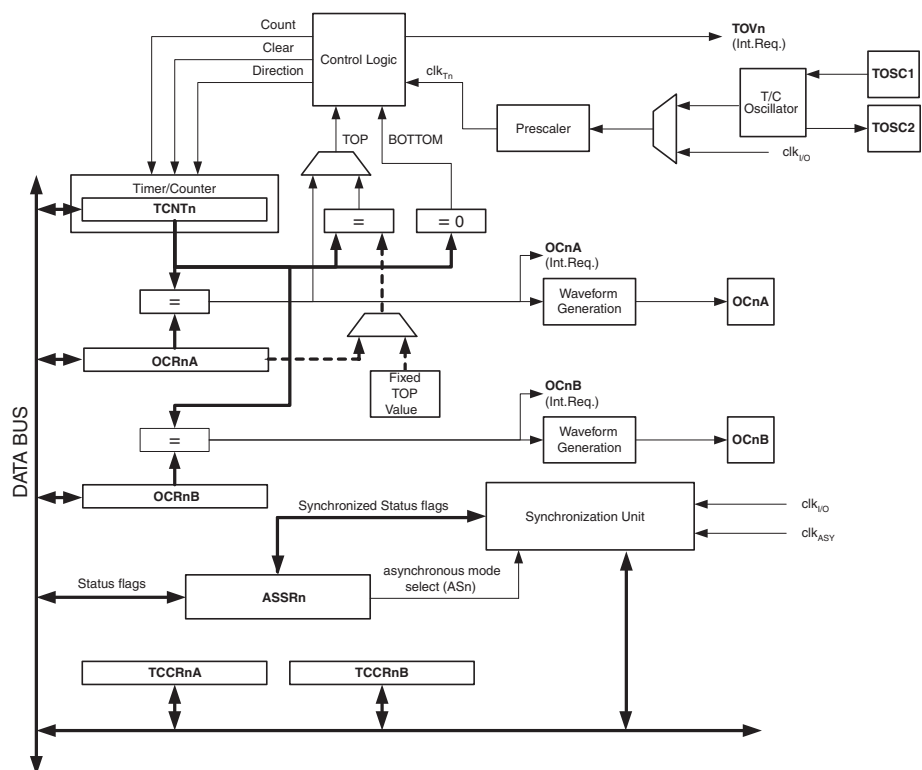 Count
Clear
Direction
Control Logic
clkTn
TOVn
(Int.Req.)
TOSC1
T/C
Oscillator
TOSC2
Prescaler
clkI/O
TOP
BOTTOM
Timer/Counter
TCNTn
=
= 0
OCnA
(Int.Req.)
=
Waveform
Generation
OCnA
OCRnA
Fixed
TOP
Value
OCnB
(Int.Req.)
=
Waveform
Generation
OCnB
OCRnB
DATA BUS
Synchronized Status flags
Synchronization Unit
clkI/O
clkASY
Status flags
ASSRn
asynchronous mode
select (ASn)
TCCRnA
TCCRnB